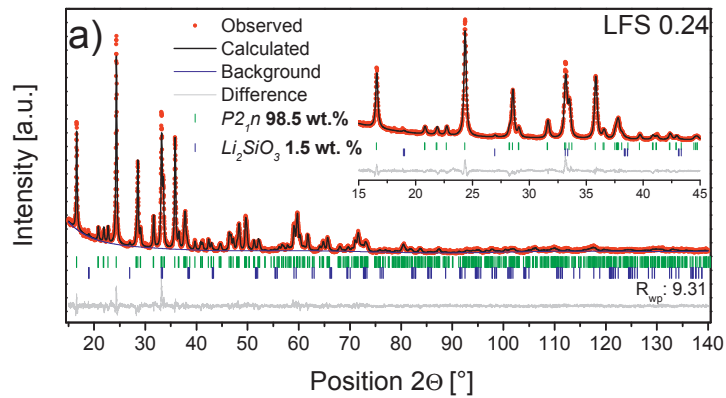 a)
Observed
Calculated
Background
Difference
P2₁n 98.5 wt.%
Li₂SiO₃ 1.5 wt. %
LFS 0.24
15 20 25 30 35 40 45
R_wp: 9.31
Intensity [a.u.]
20 30 40 50 60 70 80 90 100 110 120 130 140
Position 2Θ [°]